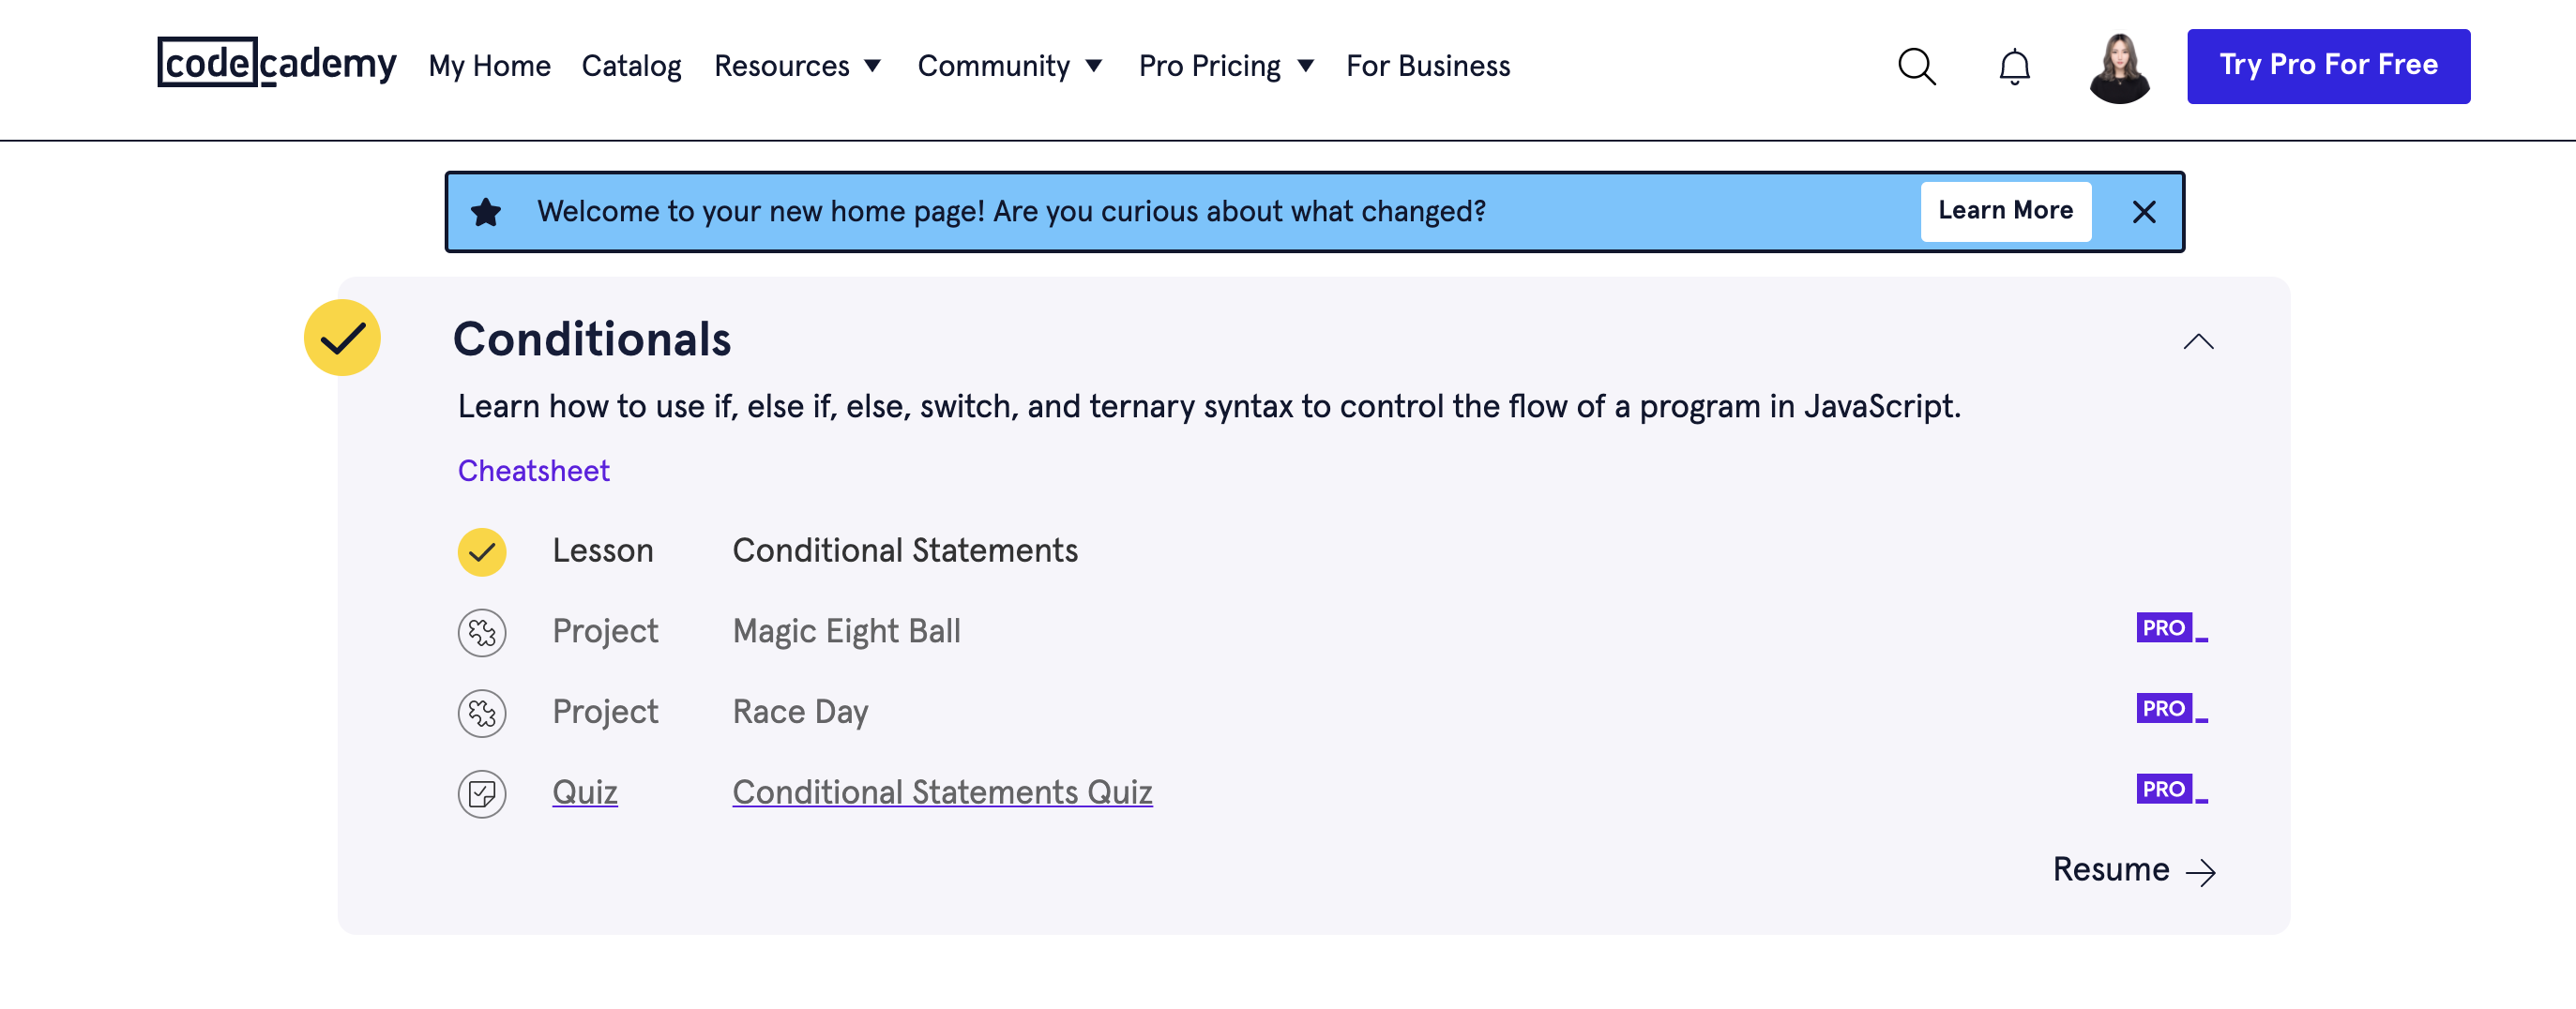 codecademy My Home Catalog Resources Community Pro Pricing For Business Try Pro For Free
Welcome to your new home page! Are you curious about what changed? Learn More
Conditionals
Learn how to use if, else if, else, switch, and ternary syntax to control the flow of a program in JavaScript.
Cheatsheet
Lesson Conditional Statements
Project Magic Eight Ball PRO
Project Race Day PRO
Quiz Conditional Statements Quiz PRO
Resume